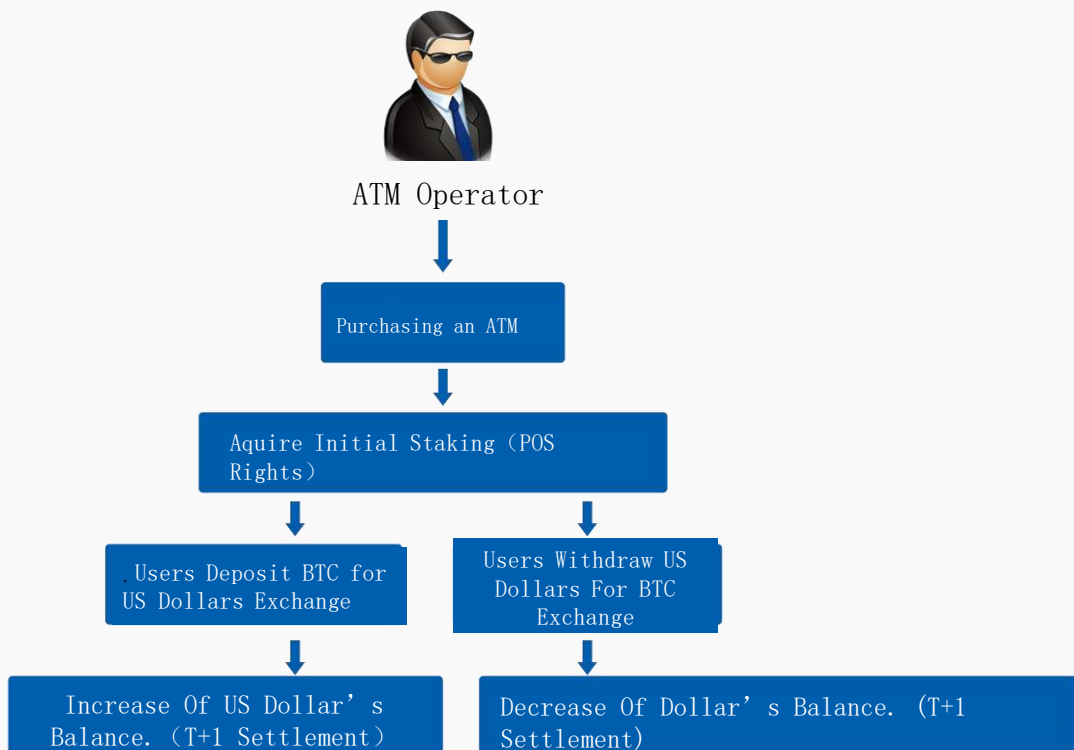 ATM Operator
Purchasing an ATM
Aquire Initial Staking（POS
Rights）
.Users Deposit BTC for
US Dollars Exchange
Users Withdraw US
Dollars For BTC
Exchange
Increase Of US Dollar’s
Balance.（T+1 Settlement）
Decrease Of Dollar’s Balance. (T+1
Settlement)